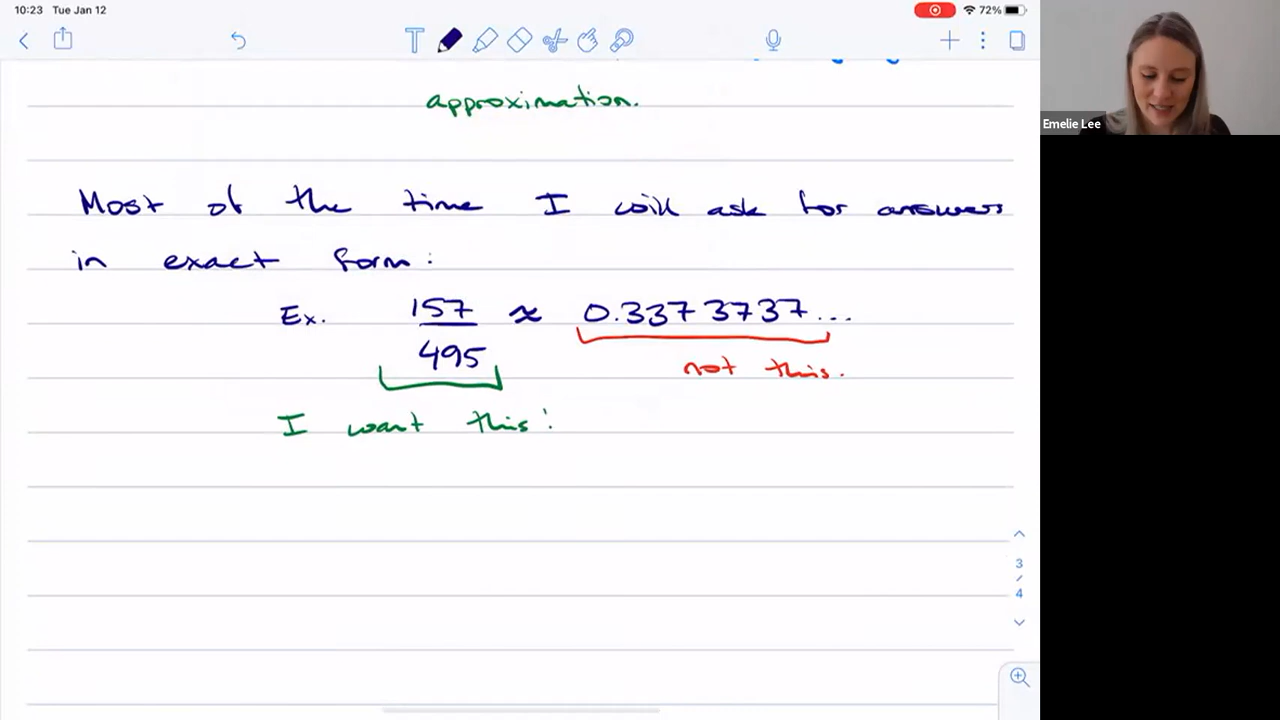 10:23 Tue Jan 12
72%
T
approximation.
Emelie Lee
Most of the time I will ask for answers
in exact form:
Ex. 157/495 ≈ 0.3373737...
not this.
I want this!
3
/
4